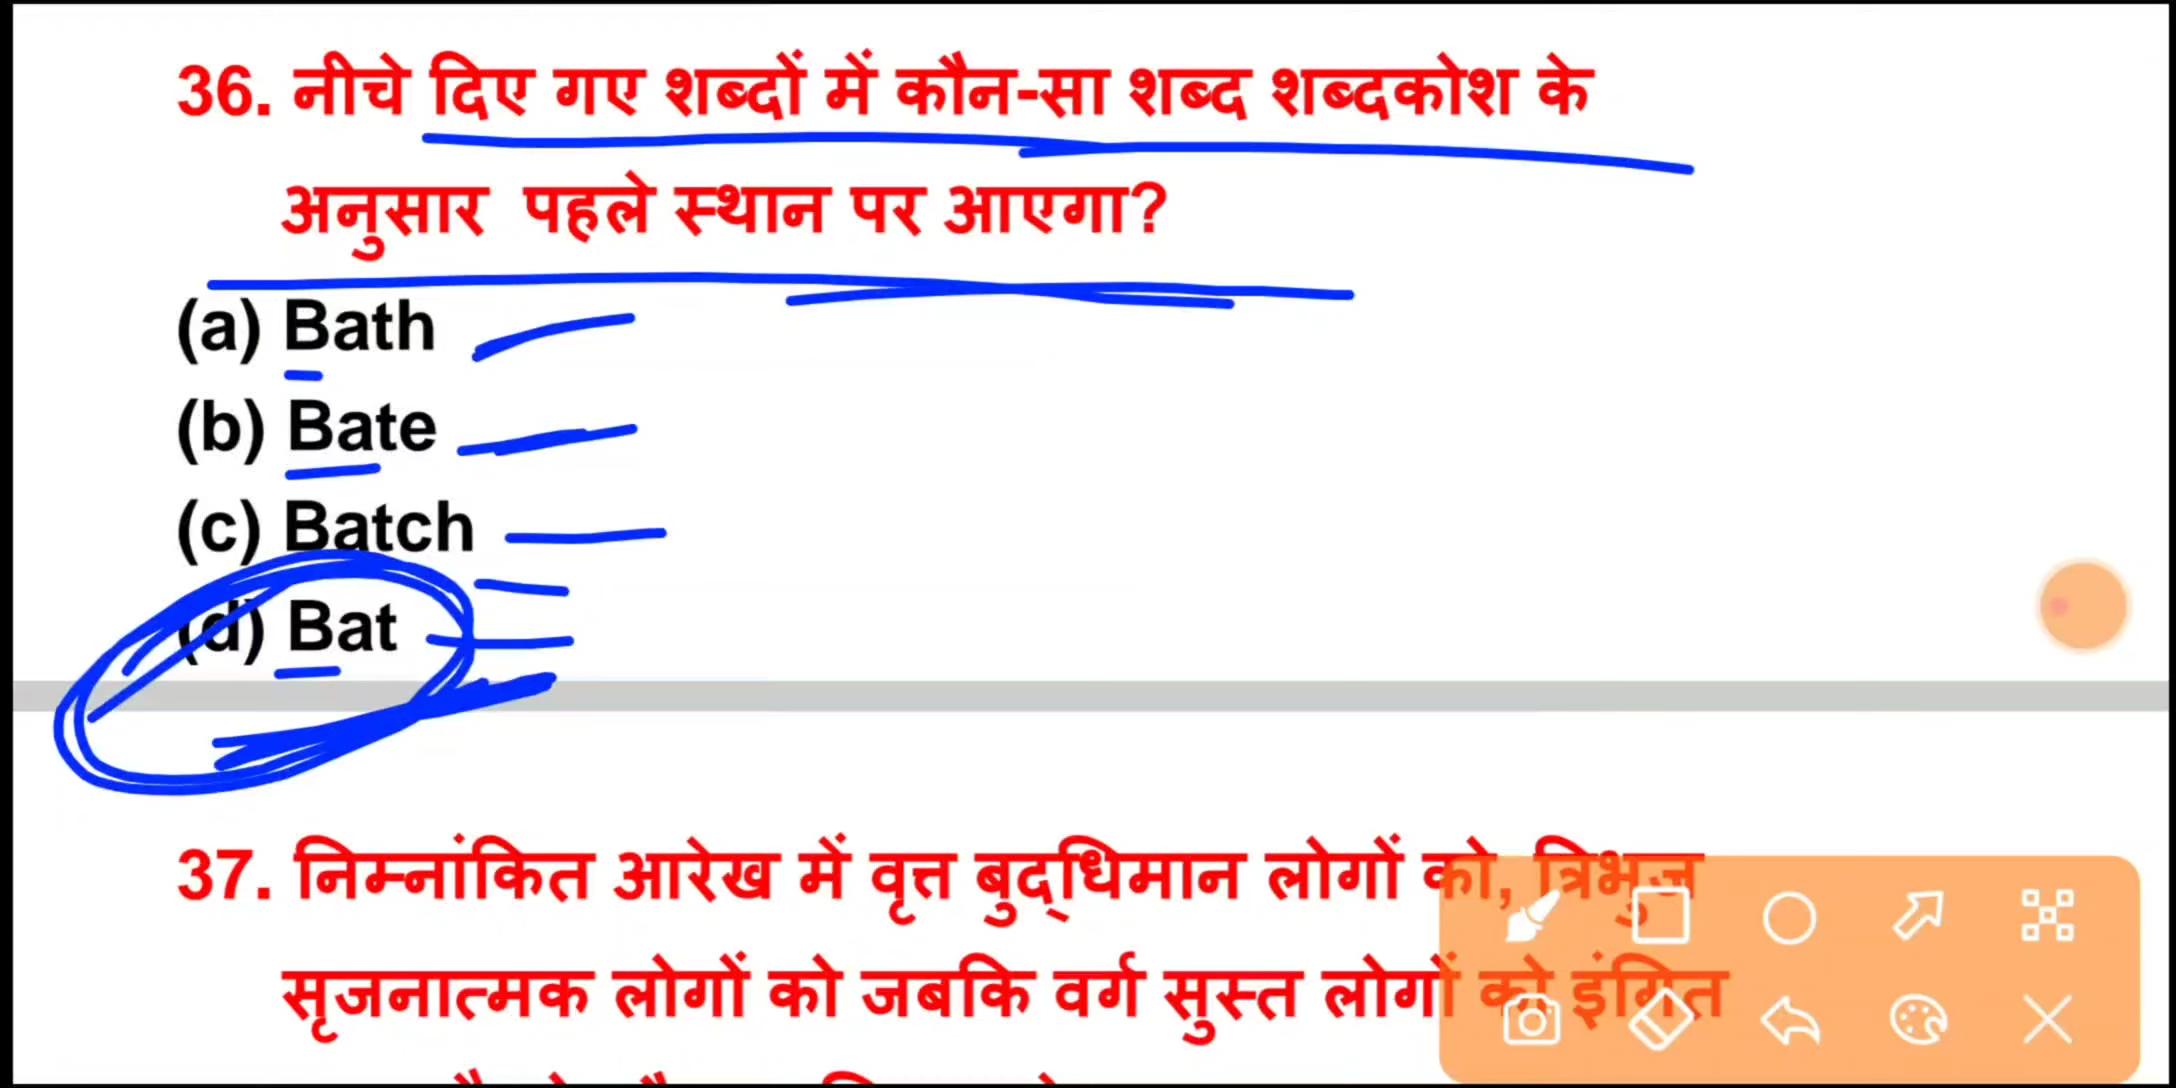 36. नीचे दिए गए शब्दों में कौन-सा शब्द शब्दकोश के
अनुसार पहले स्थान पर आएगा?
(a) Bath
(b) Bate
(c) Batch
(d) Bat
37. निम्नांकित आरेख में वृत्त बुद्धिमान लोगों को, त्रिभुज
सृजनात्मक लोगों को जबकि वर्ग सुस्त लोगों को इंगित